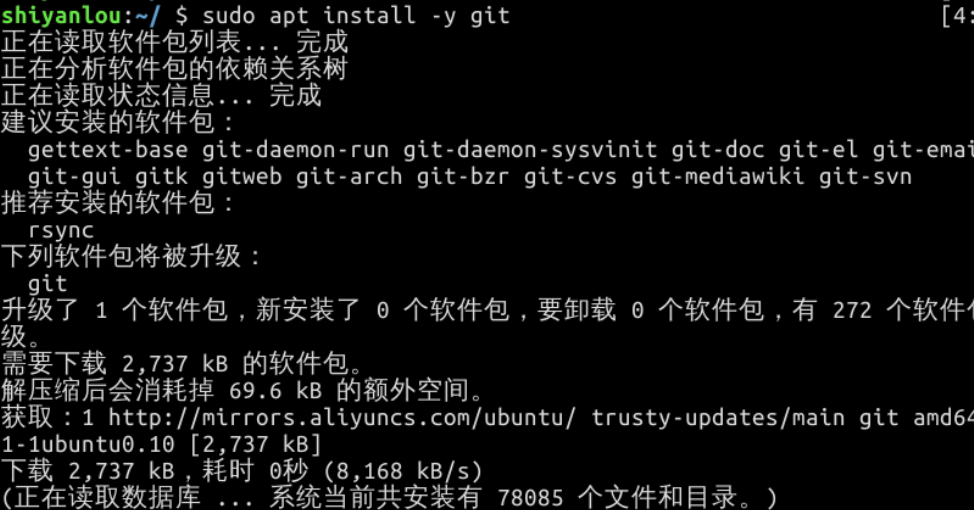 shiyanlou:~/ $ sudo apt install -y git [4:
正在读取软件包列表... 完成
正在分析软件包的依赖关系树
正在读取状态信息... 完成
建议安装的软件包：
gettext-base git-daemon-run git-daemon-sysvinit git-doc git-el git-emai
git-gui gitk gitweb git-arch git-bzr git-cvs git-mediawiki git-svn
推荐安装的软件包：
rsync
下列软件包将被升级：
git
升级了 1 个软件包，新安装了 0 个软件包，要卸载 0 个软件包，有 272 个软件包
级。
需要下载 2,737 kB 的软件包。
解压缩后会消耗掉 69.6 kB 的额外空间。
获取：1 http://mirrors.aliyuncs.com/ubuntu/ trusty-updates/main git amd64
1-1ubuntu0.10 [2,737 kB]
下载 2,737 kB，耗时 0秒 (8,168 kB/s)
(正在读取数据库 ... 系统当前共安装有 78085 个文件和目录。)